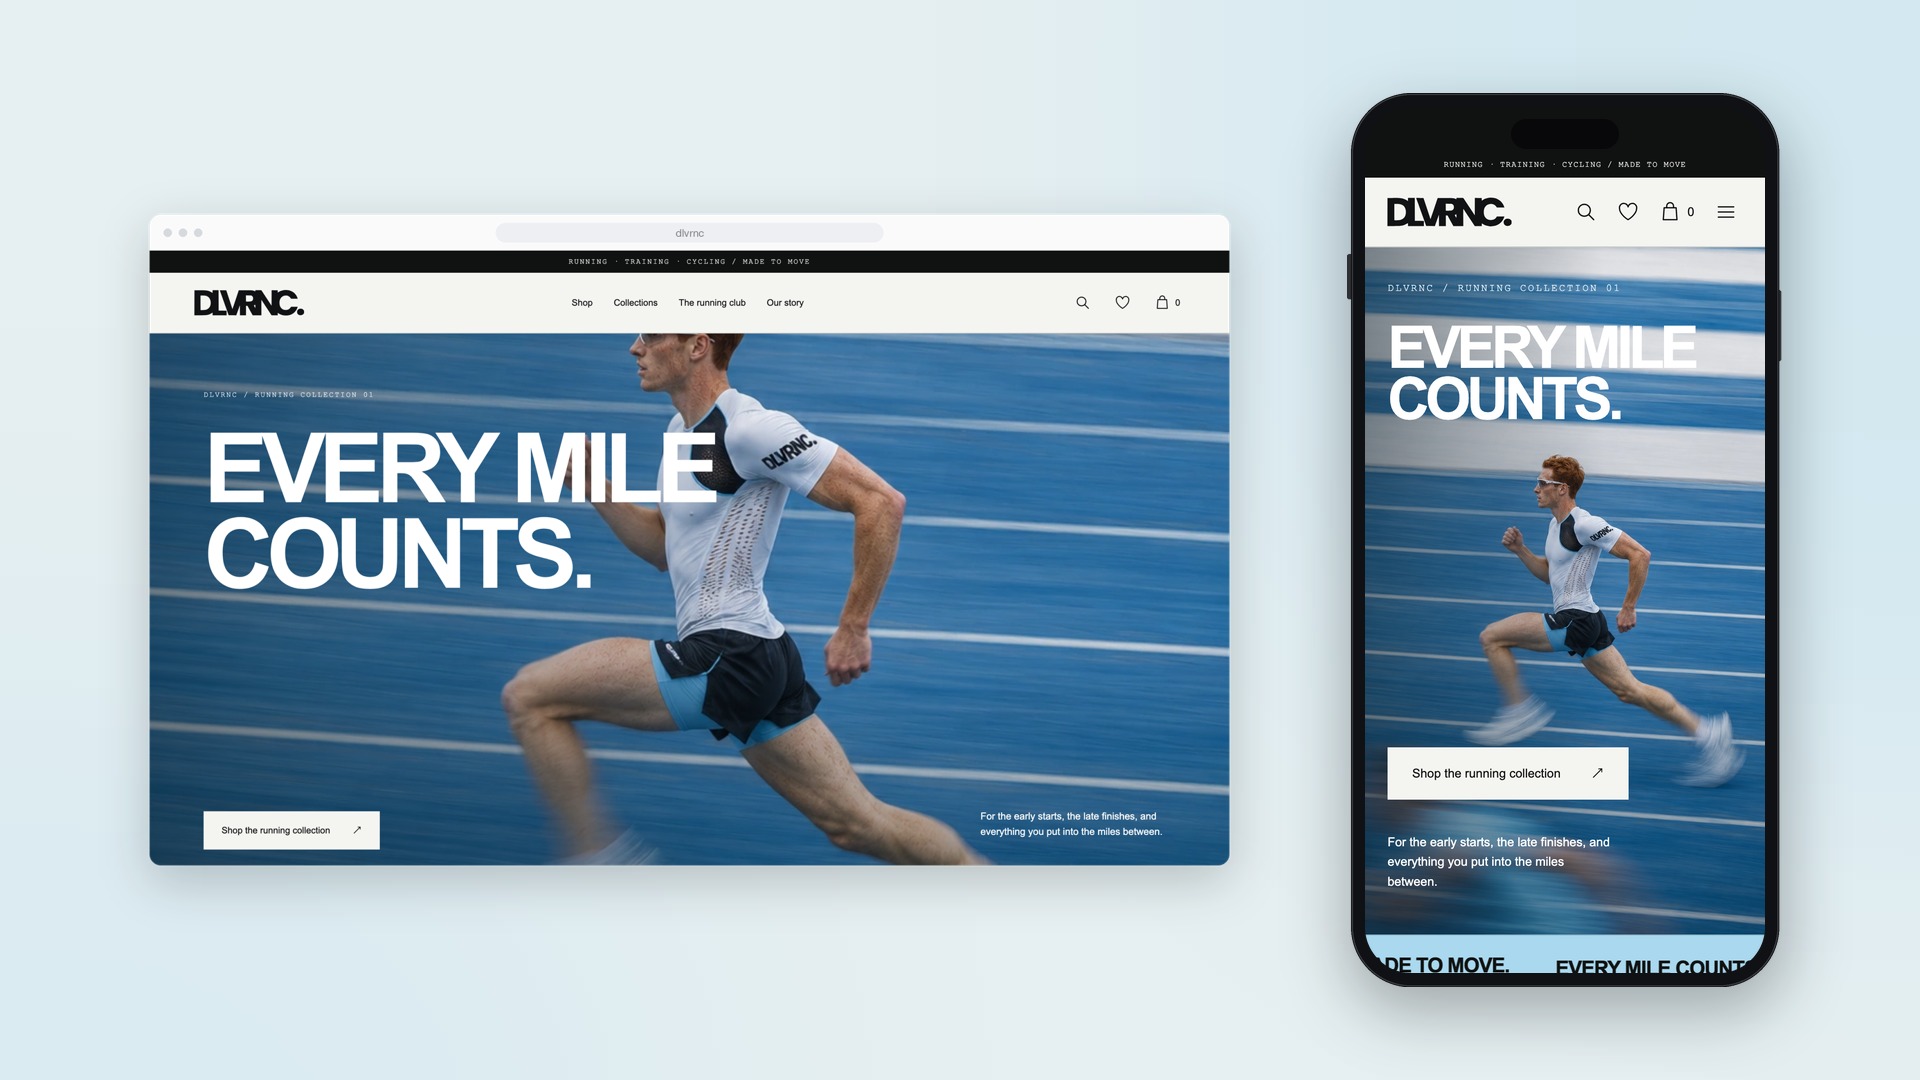 dlvrnc
RUNNING · TRAINING · CYCLING / MADE TO MOVE
DLVRNC.
Shop
Collections
The running club
Our story
0
DLVRNC / RUNNING COLLECTION 01
EVERY MILE
COUNTS.
DLVRNC.
Shop the running collection ↗
For the early starts, the late finishes, and
everything you put into the miles between.
RUNNING · TRAINING · CYCLING / MADE TO MOVE
DLVRNC.
0
DLVRNC / RUNNING COLLECTION 01
EVERY MILE
COUNTS.
DLVRNC.
Shop the running collection ↗
For the early starts, the late finishes, and
everything you put into the miles
between.
DE TO MOVE.
EVERY MILE COUNTS